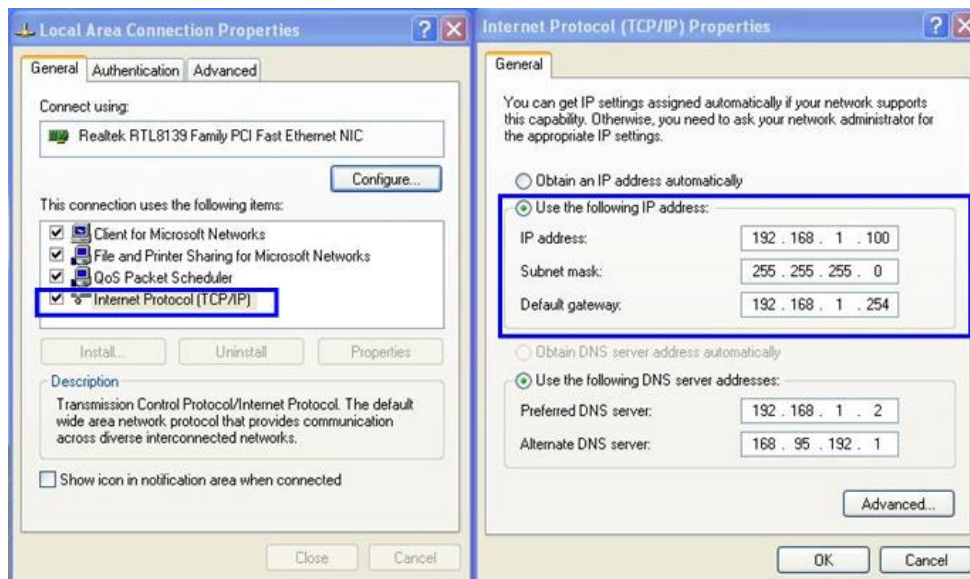 Local Area Connection Properties
General
Authentication
Advanced
Connect using:
Realtek RTL8139 Family PCI Fast Ethernet NIC
Configure...
This connection uses the following items:
Client for Microsoft Networks
File and Printer Sharing for Microsoft Networks
QoS Packet Scheduler
Internet Protocol (TCP/IP)
Install...
Uninstall
Properties
Description
Transmission Control Protocol/Internet Protocol. The default
wide area network protocol that provides communication
across diverse interconnected networks.
Show icon in notification area when connected
Close
Cancel
Internet Protocol (TCP/IP) Properties
General
You can get IP settings assigned automatically if your network supports
this capability. Otherwise, you need to ask your network administrator for
the appropriate IP settings.
Obtain an IP address automatically
Use the following IP address:
IP address: 192 . 168 . 1 . 100
Subnet mask: 255 . 255 . 255 . 0
Default gateway: 192 . 168 . 1 . 254
Obtain DNS server address automatically
Use the following DNS server addresses:
Preferred DNS server: 192 . 168 . 1 . 2
Alternate DNS server: 168 . 95 . 192 . 1
Advanced...
OK
Cancel